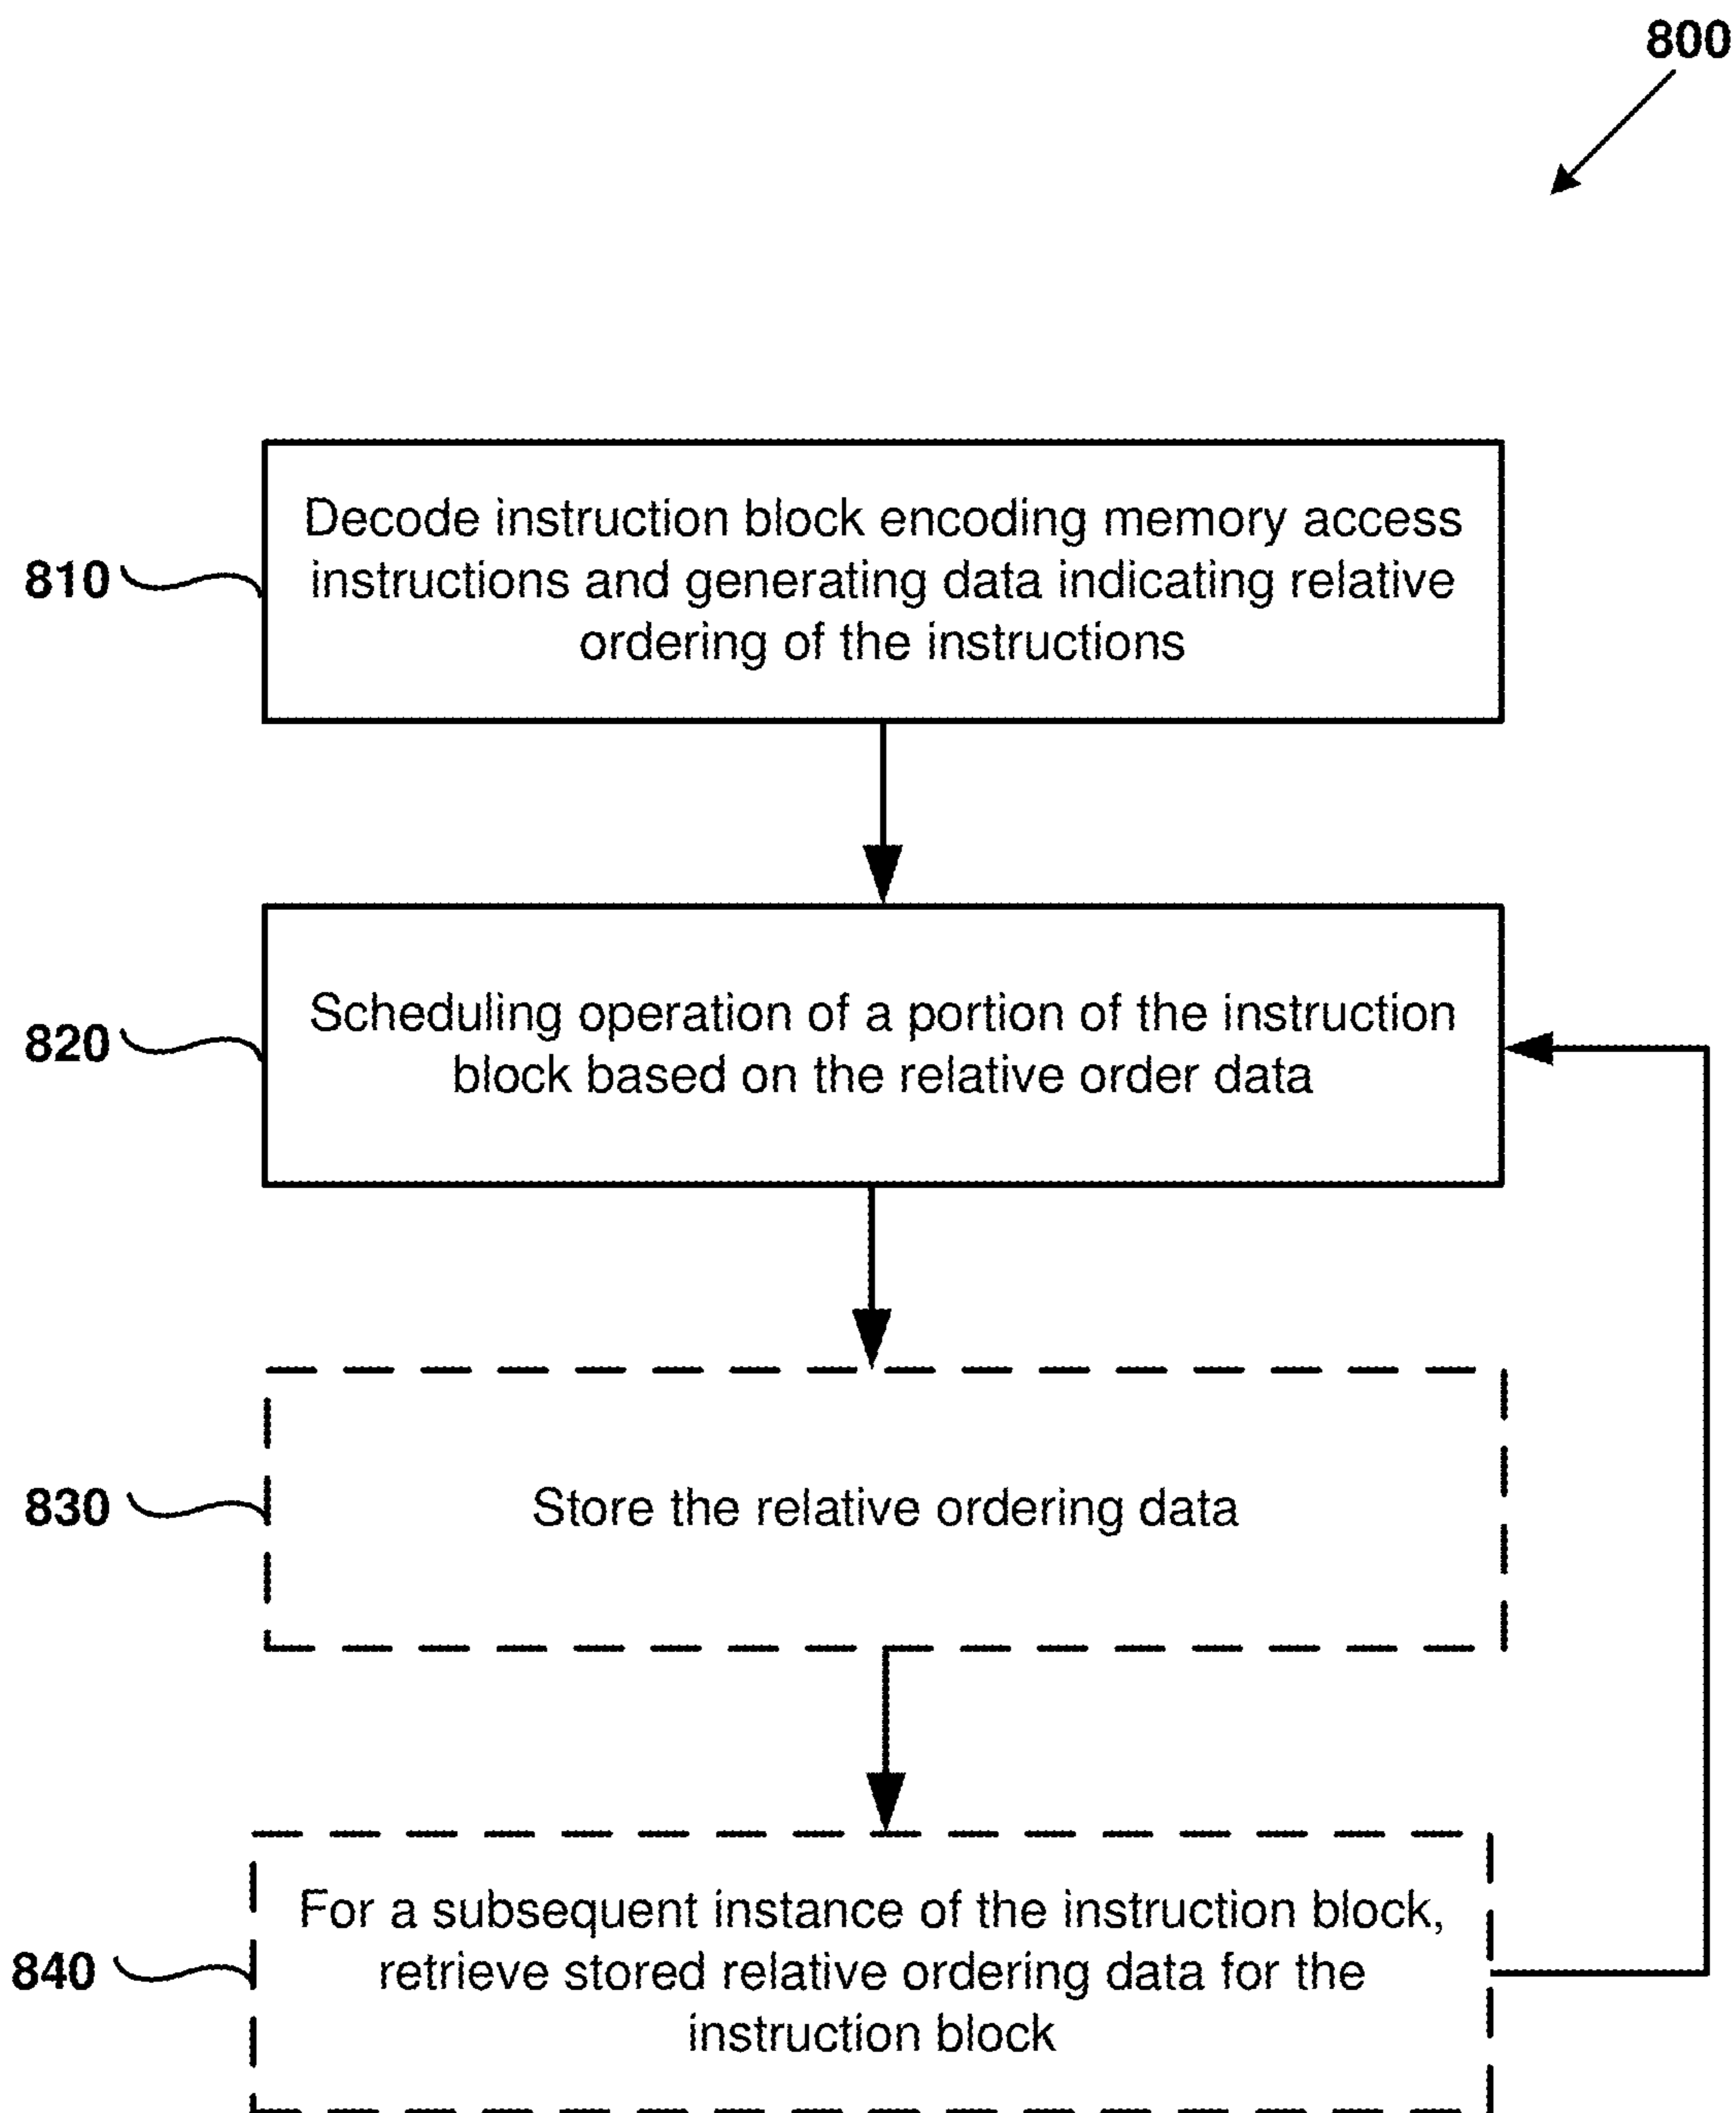 800
810
Decode instruction block encoding memory access
instructions and generating data indicating relative
ordering of the instructions
820
Scheduling operation of a portion of the instruction
block based on the relative order data
830
Store the relative ordering data
840
For a subsequent instance of the instruction block,
retrieve stored relative ordering data for the
instruction block